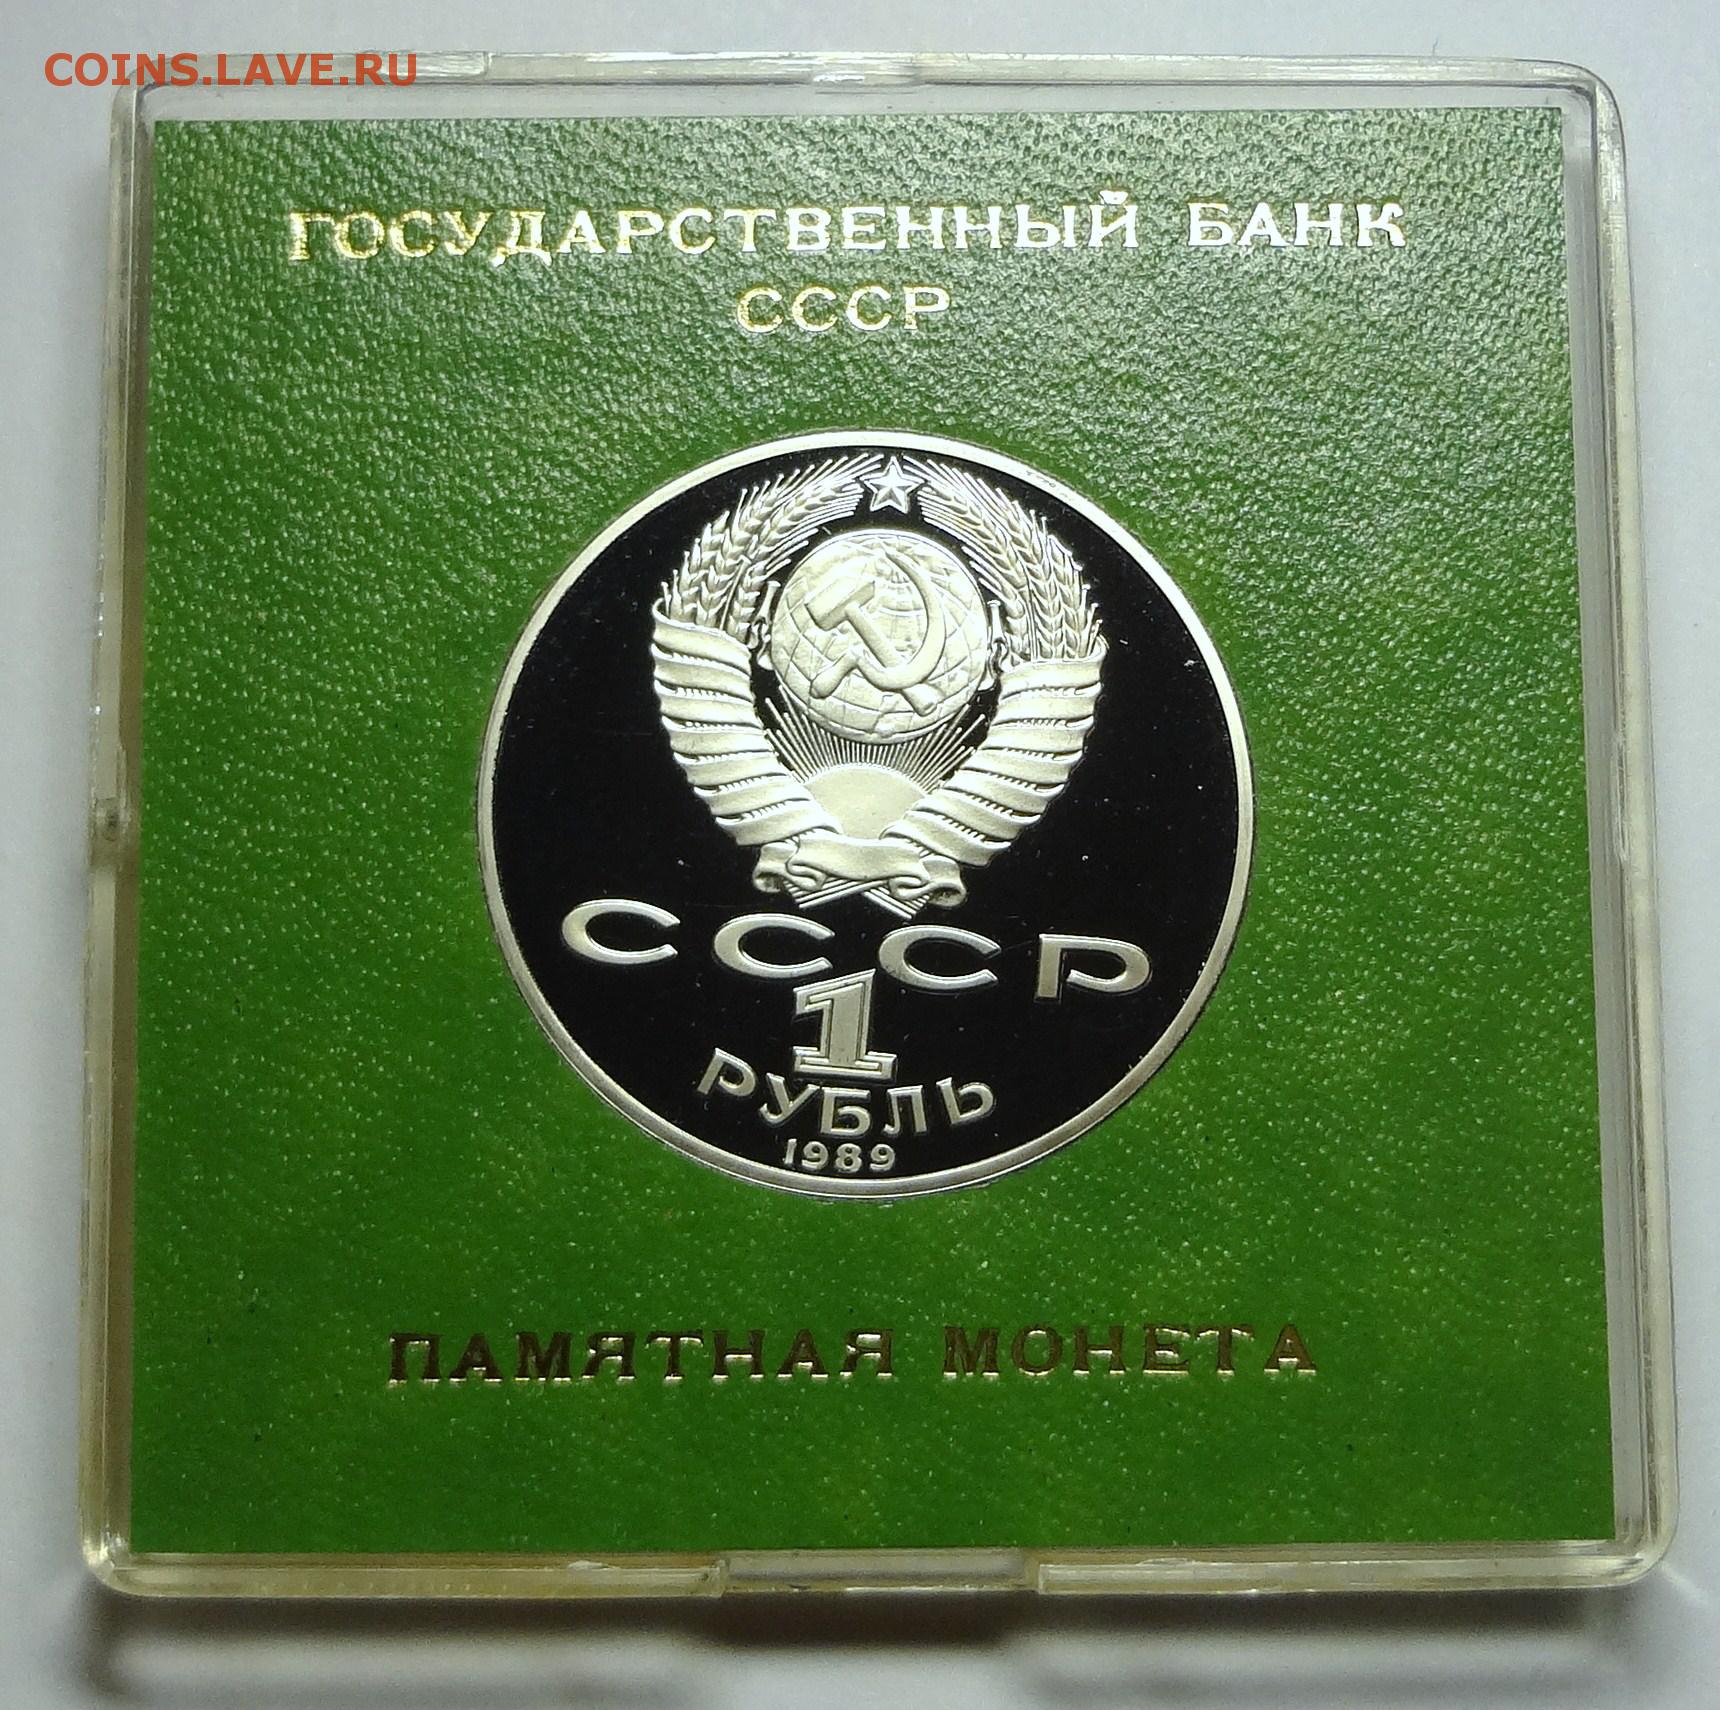 COINS.LAVE.RU
ГОСУДАРСТВЕННЫЙ БАНК
СССР
СССР
1
РУБЛЬ
1989
ПАМЯТНАЯ МОНЕТА